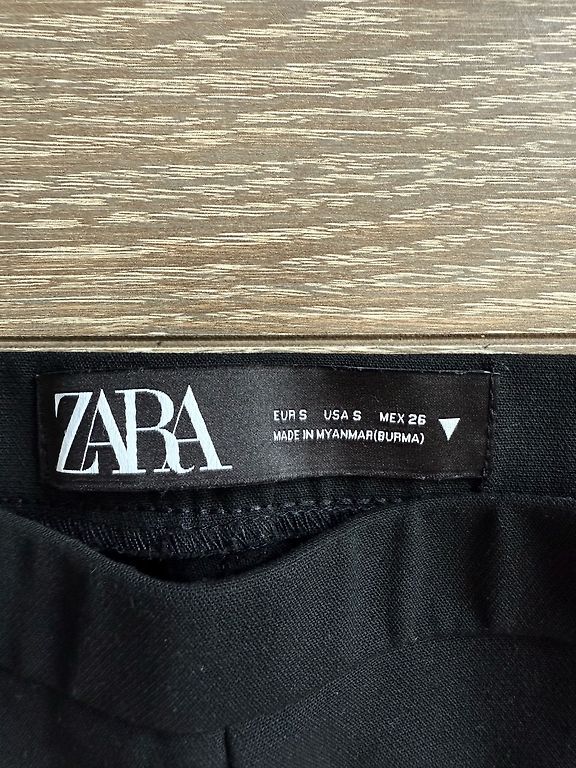 ZARA
EUR S USA S MEX 26
MADE IN MYANMAR(BURMA)